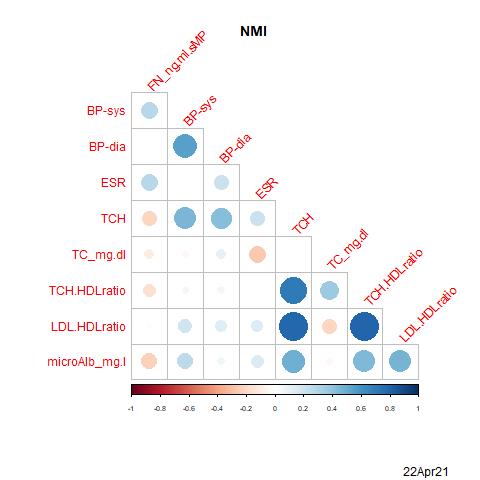 NMI
FN_ng.ml.sMP
BP-sys
BP-sys
BP-dia
BP-dia
ESR
ESR
TCH
TCH
TC_mg.dl
TC_mg.dl
TCH.HDLratio
TCH.HDLratio
LDL.HDLratio
LDL.HDLratio
microAlb_mg.l
-1 -0.8 -0.6 -0.4 -0.2 0 0.2 0.4 0.6 0.8 1
22Apr21